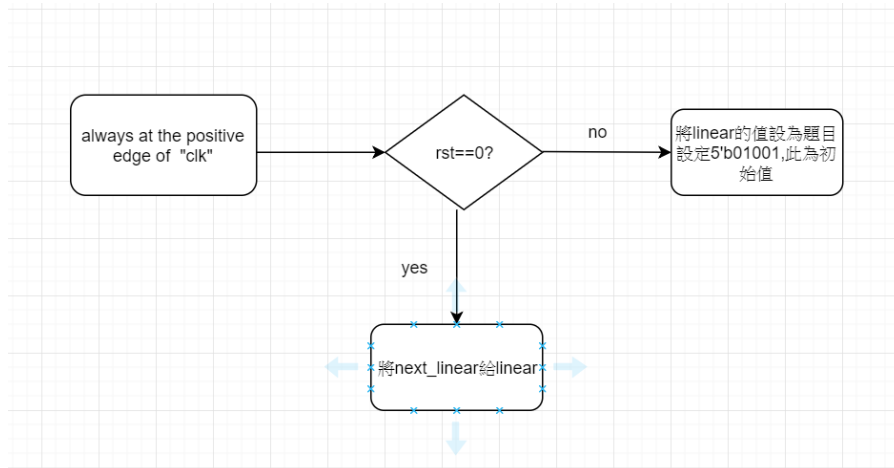 always at the positive
edge of "clk"
rst==0?
no
將linear的值設為題目
設定5'b01001,此為初
始值
yes
將next_linear給linear